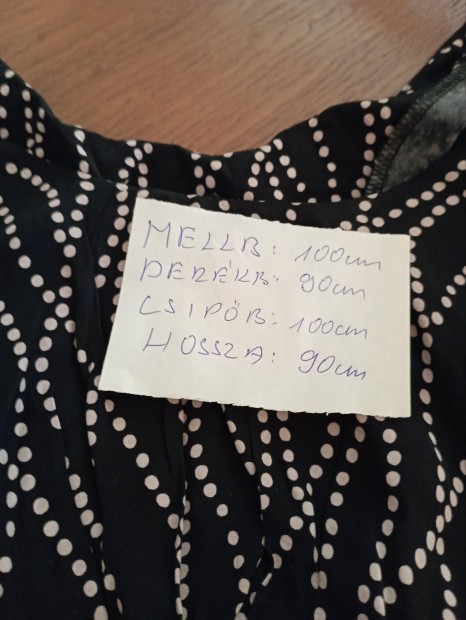 MELLB: 100cm
DERÉKB: 90cm
CSIPŐB: 100cm
HOSSZA: 90cm